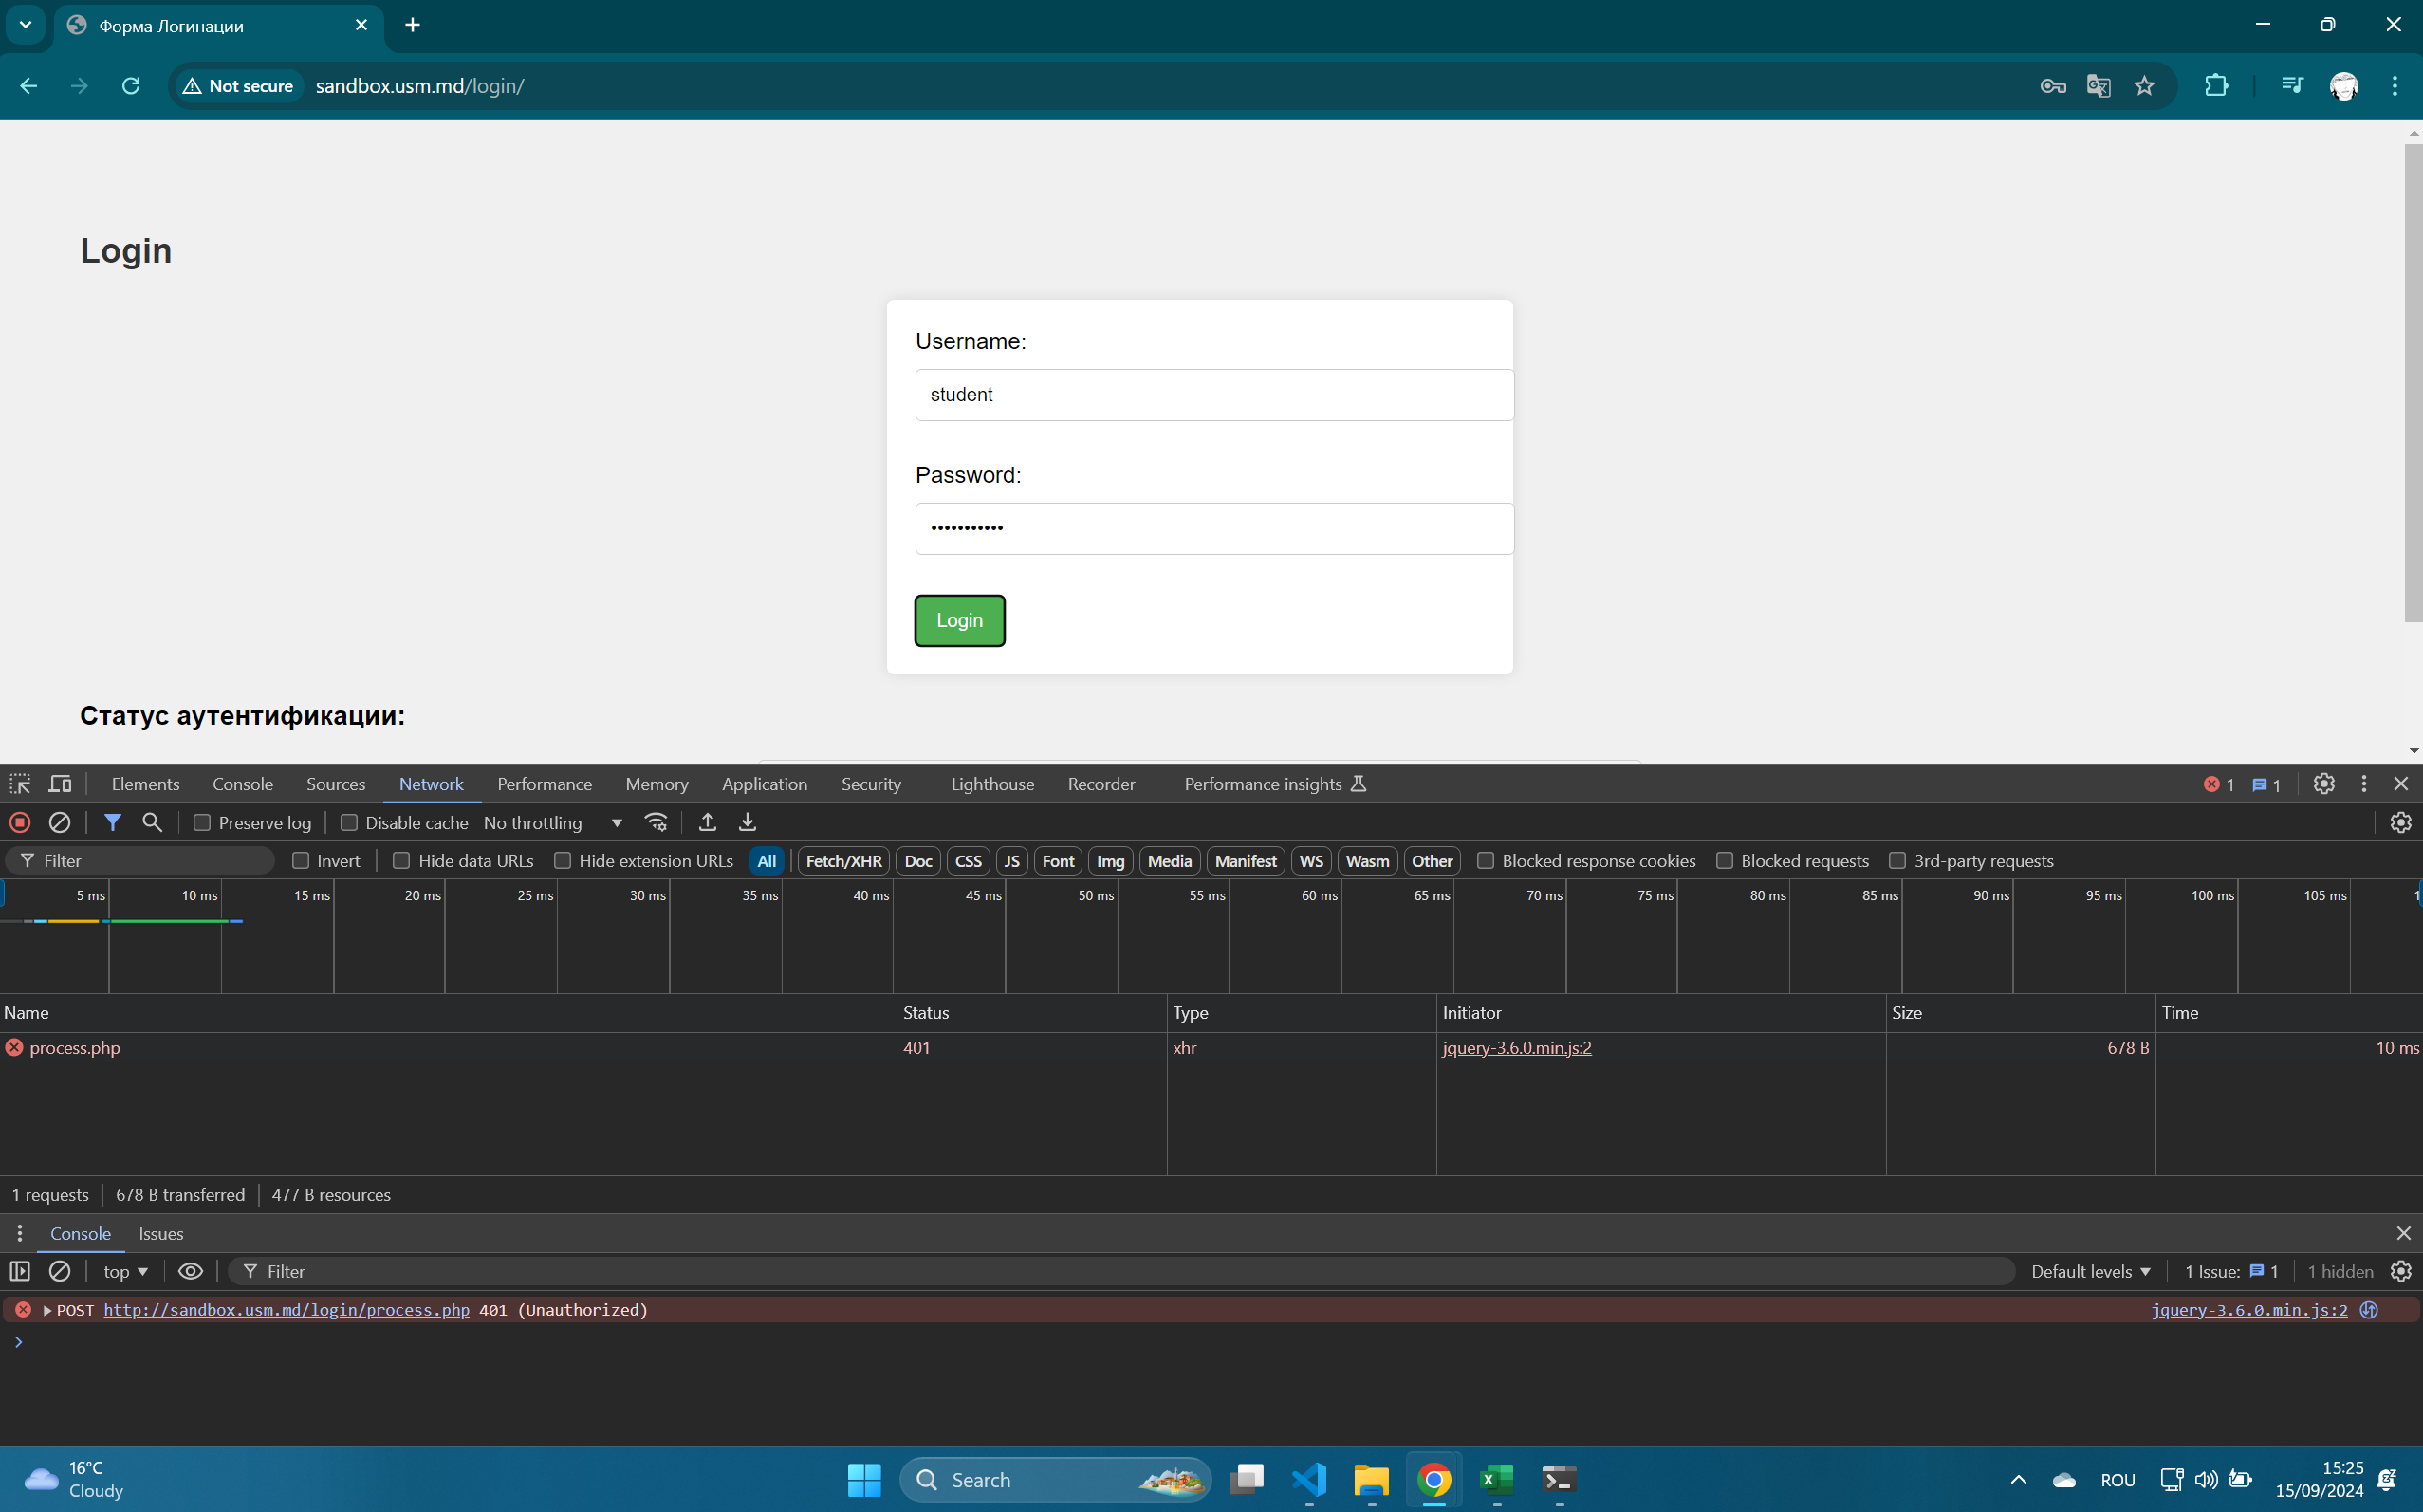 Форма Логинации
Not secure
sandbox.usm.md/login/
Login
Username:
student
Password:
•••••••••••
Login
Статус аутентификации:
Elements Console Sources Network Performance Memory Application Security Lighthouse Recorder Performance insights 1 1
Preserve log Disable cache No throttling
Filter Invert Hide data URLs Hide extension URLs All Fetch/XHR Doc CSS JS Font Img Media Manifest WS Wasm Other Blocked response cookies Blocked requests 3rd-party requests
5 ms 10 ms 15 ms 20 ms 25 ms 30 ms 35 ms 40 ms 45 ms 50 ms 55 ms 60 ms 65 ms 70 ms 75 ms 80 ms 85 ms 90 ms 95 ms 100 ms 105 ms
Name Status Type Initiator Size Time
process.php 401 xhr jquery-3.6.0.min.js:2 678 B 10 ms
1 requests 678 B transferred 477 B resources
Console Issues
top Filter Default levels 1 Issue: 1 1 hidden
POST http://sandbox.usm.md/login/process.php 401 (Unauthorized) jquery-3.6.0.min.js:2
16°C
Cloudy
Search
ROU
15:25
15/09/2024